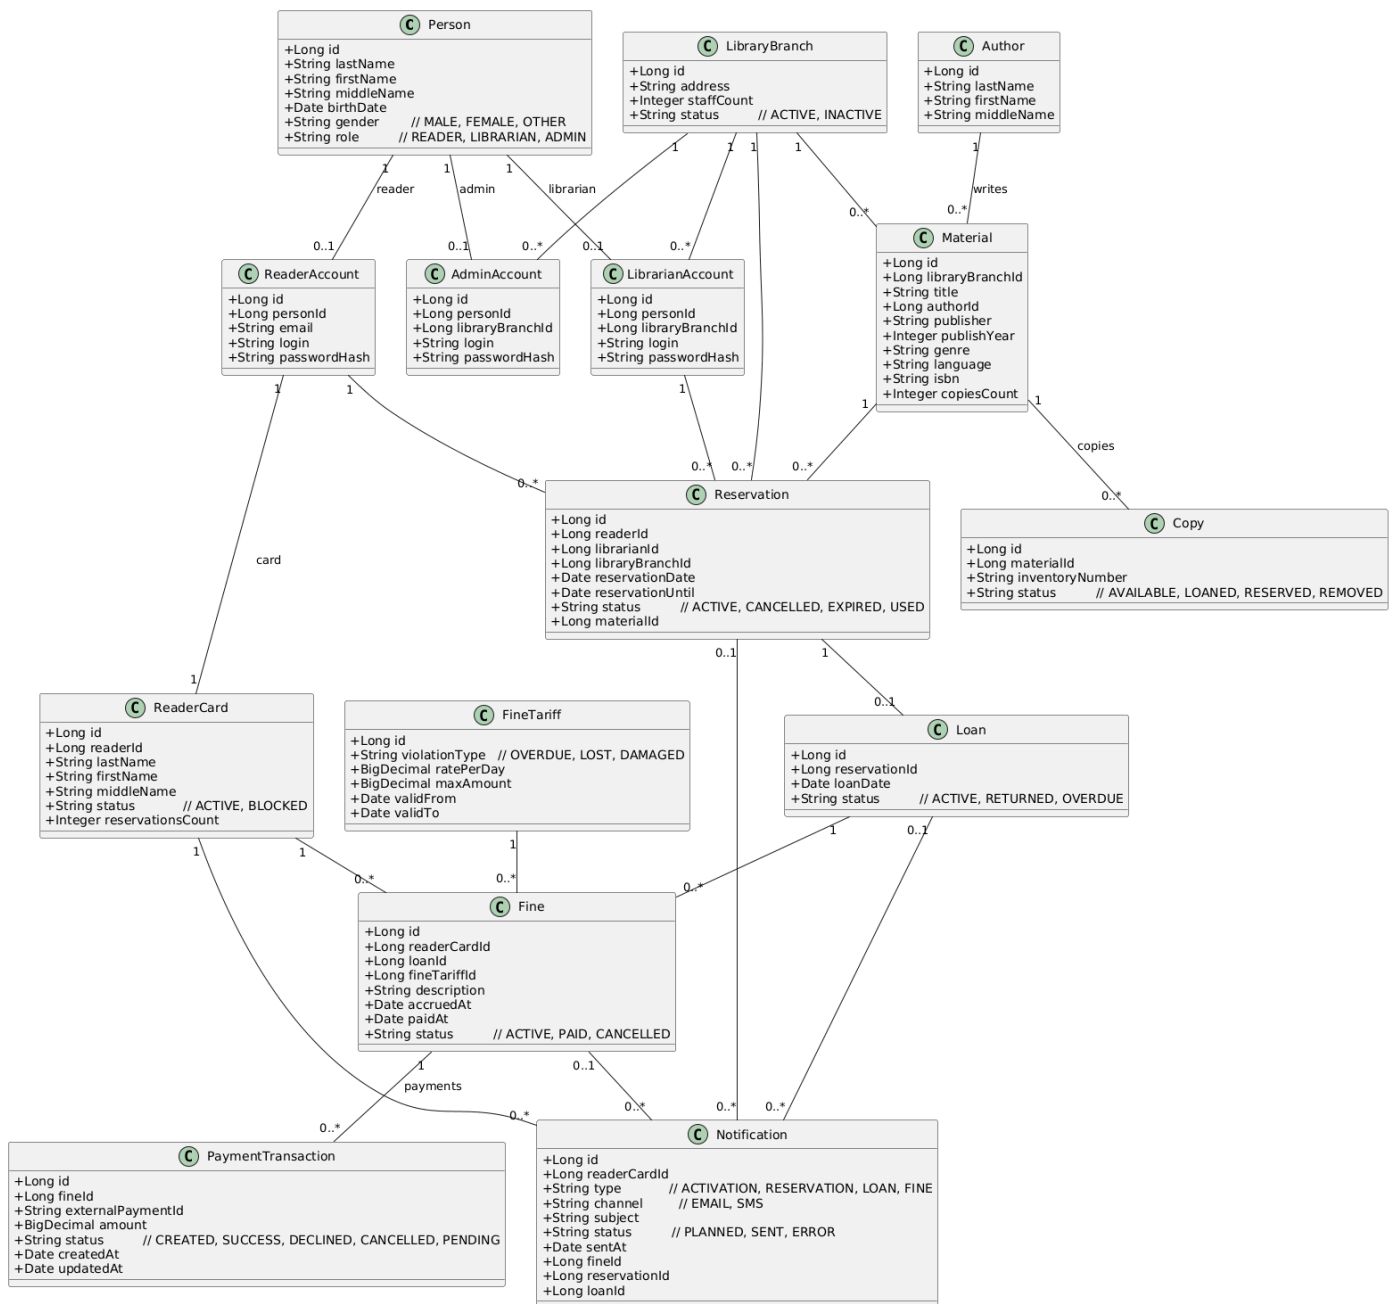 C Person
+Long id
+String lastName
+String firstName
+String middleName
+Date birthDate
+String gender // MALE, FEMALE, OTHER
+String role // READER, LIBRARIAN, ADMIN
C LibraryBranch
+Long id
+String address
+Integer staffCount
+String status // ACTIVE, INACTIVE
C Author
+Long id
+String lastName
+String firstName
+String middleName
1 1 1 1 1 1 1 1
reader admin librarian writes
0..1 0..1 0..* 0..1 0..* 0..* 0..*
C ReaderAccount
+Long id
+Long personId
+String email
+String login
+String passwordHash
C AdminAccount
+Long id
+Long personId
+Long libraryBranchId
+String login
+String passwordHash
C LibrarianAccount
+Long id
+Long personId
+Long libraryBranchId
+String login
+String passwordHash
C Material
+Long id
+Long libraryBranchId
+String title
+Long authorId
+String publisher
+Integer publishYear
+String genre
+String language
+String isbn
+Integer copiesCount
1 1 1 1 1
copies
0..* 0..* 0..* 0..* 0..*
C Reservation
+Long id
+Long readerId
+Long librarianId
+Long libraryBranchId
+Date reservationDate
+Date reservationUntil
+String status // ACTIVE, CANCELLED, EXPIRED, USED
+Long materialId
C Copy
+Long id
+Long materialId
+String inventoryNumber
+String status // AVAILABLE, LOANED, RESERVED, REMOVED
card
1 0..1 1 0..1
C ReaderCard
+Long id
+Long readerId
+String lastName
+String firstName
+String middleName
+String status // ACTIVE, BLOCKED
+Integer reservationsCount
C FineTariff
+Long id
+String violationType // OVERDUE, LOST, DAMAGED
+BigDecimal ratePerDay
+BigDecimal maxAmount
+Date validFrom
+Date validTo
C Loan
+Long id
+Long reservationId
+Date loanDate
+String status // ACTIVE, RETURNED, OVERDUE
1 1 1 1 0..1
0..* 0..* 0..*
C Fine
+Long id
+Long readerCardId
+Long loanId
+Long fineTariffId
+String description
+Date accruedAt
+Date paidAt
+String status // ACTIVE, PAID, CANCELLED
1 0..1
payments
0..* 0..* 0..* 0..* 0..*
C PaymentTransaction
+Long id
+Long fineId
+String externalPaymentId
+BigDecimal amount
+String status // CREATED, SUCCESS, DECLINED, CANCELLED, PENDING
+Date createdAt
+Date updatedAt
C Notification
+Long id
+Long readerCardId
+String type // ACTIVATION, RESERVATION, LOAN, FINE
+String channel // EMAIL, SMS
+String subject
+String status // PLANNED, SENT, ERROR
+Date sentAt
+Long fineId
+Long reservationId
+Long loanId